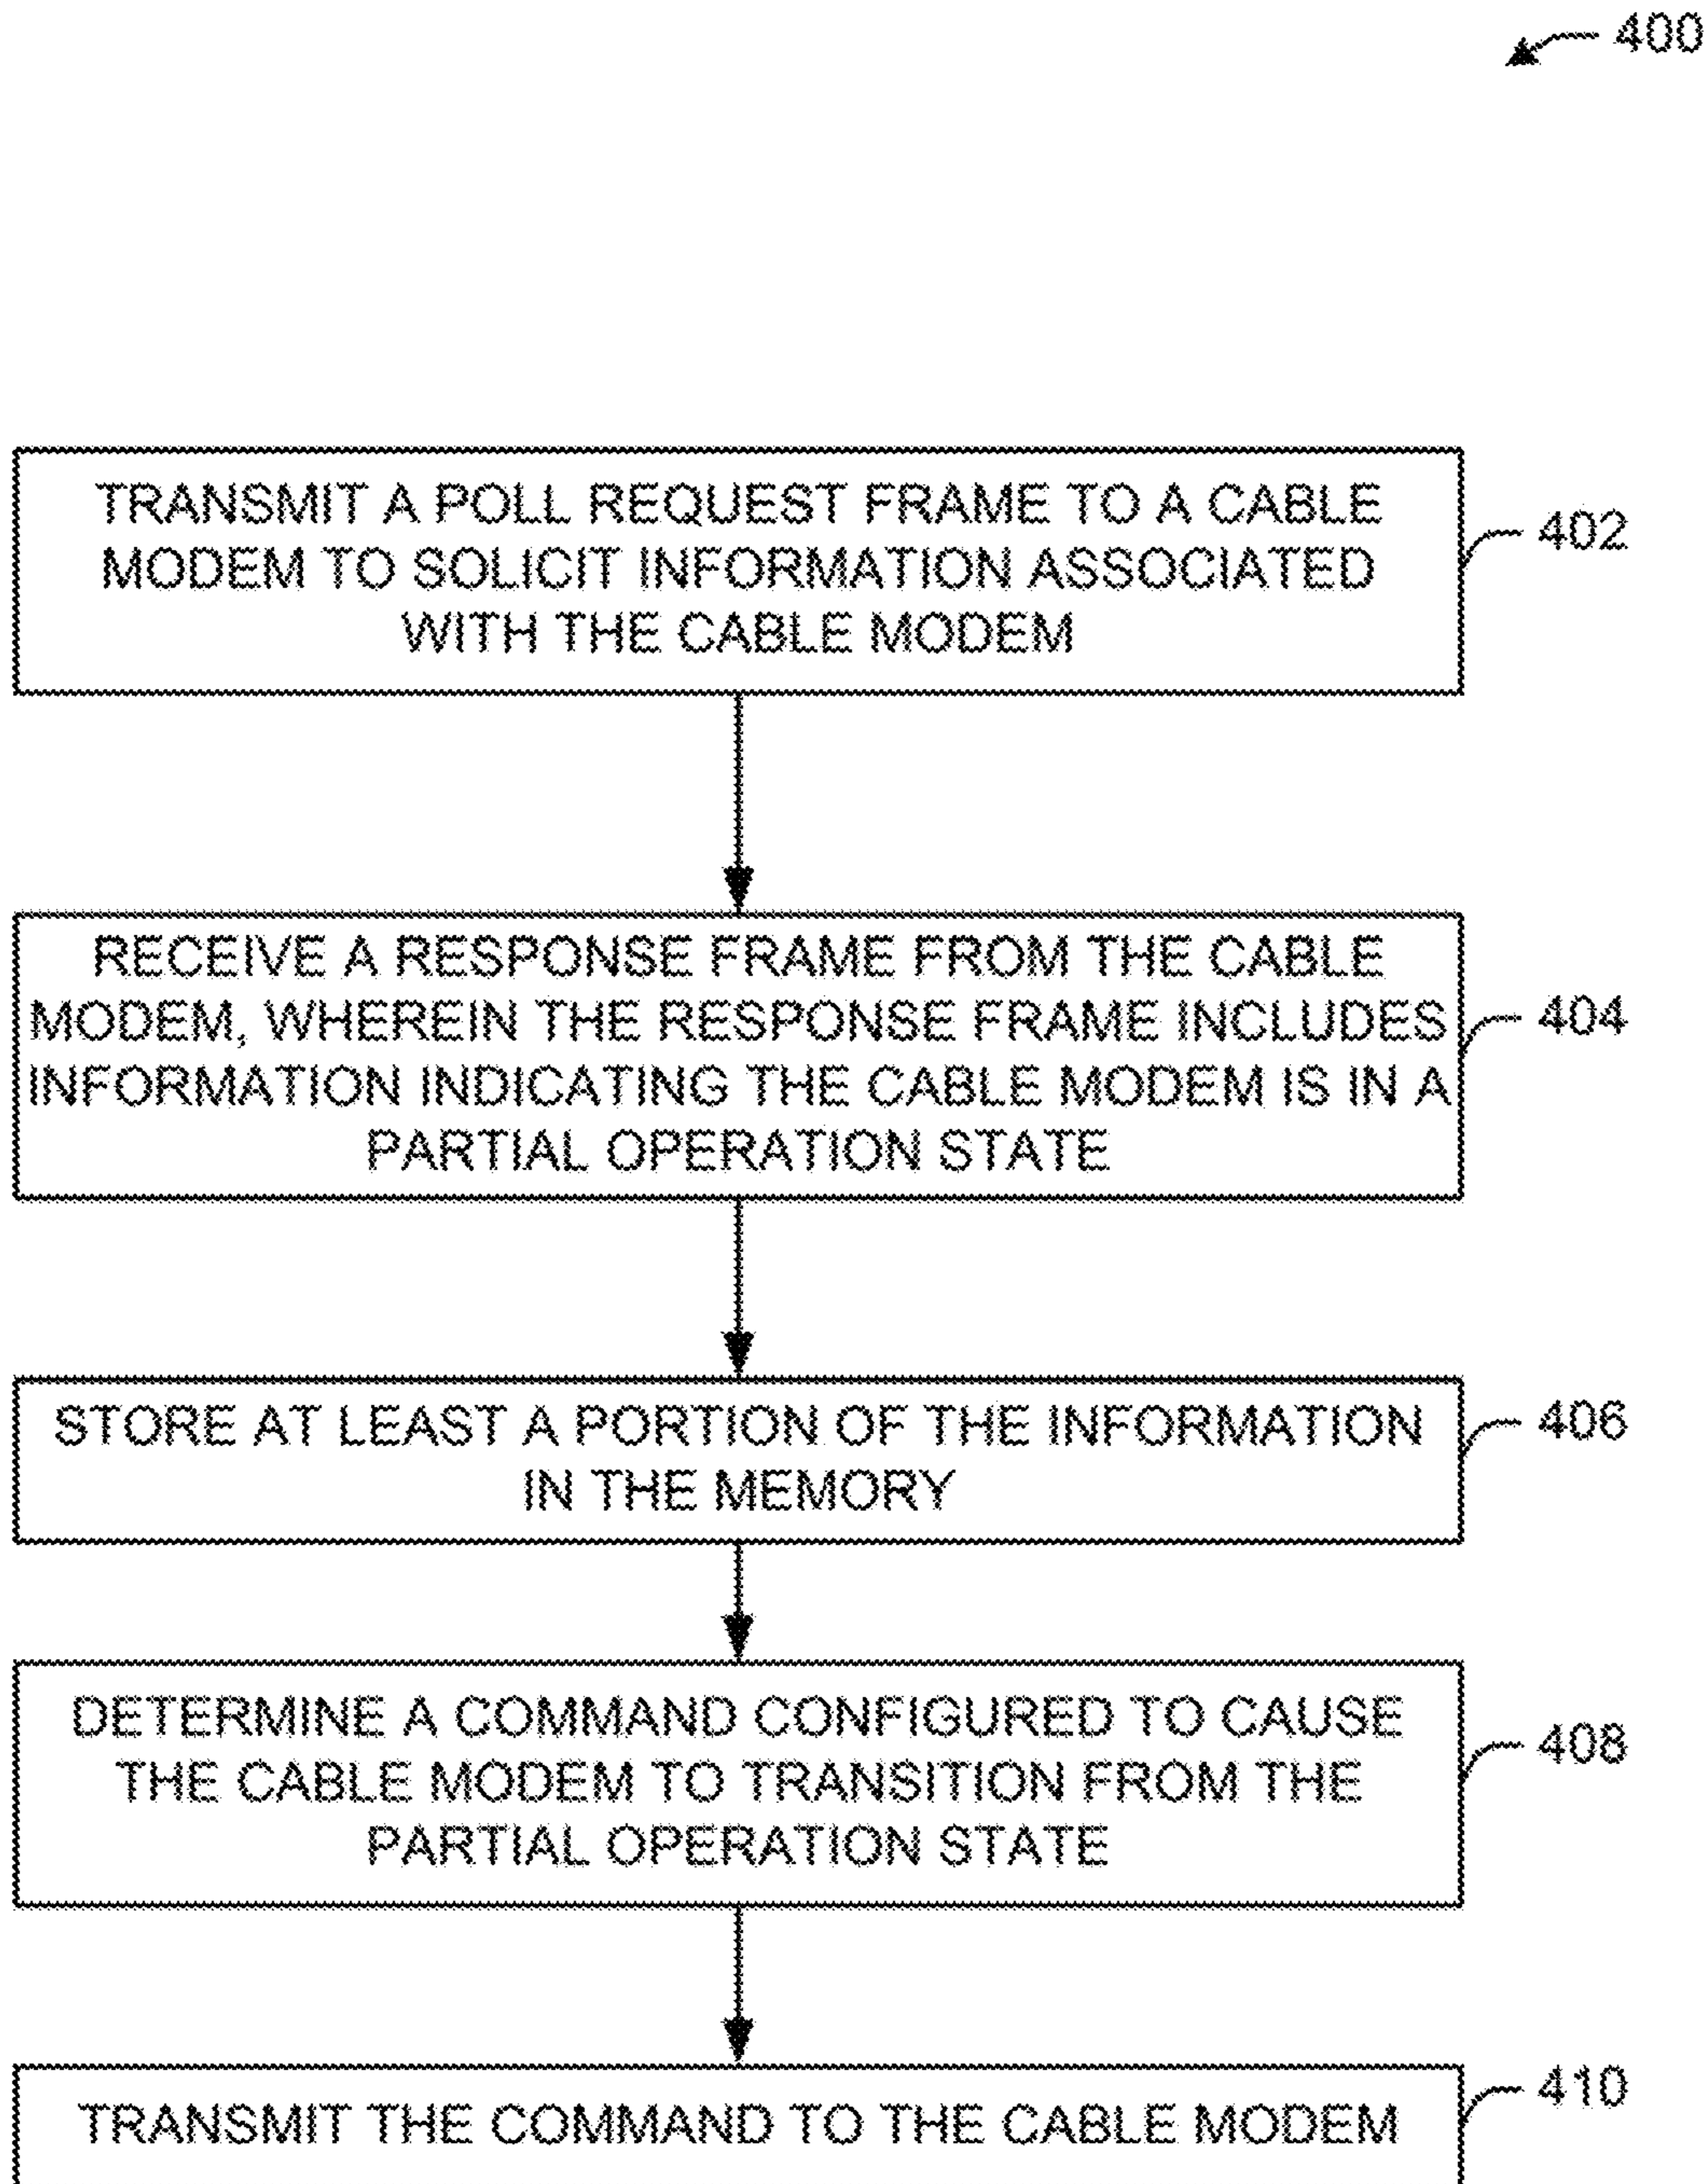 400
TRANSMIT A POLL REQUEST FRAME TO A CABLE
MODEM TO SOLICIT INFORMATION ASSOCIATED
WITH THE CABLE MODEM
402
RECEIVE A RESPONSE FRAME FROM THE CABLE
MODEM, WHEREIN THE RESPONSE FRAME INCLUDES
INFORMATION INDICATING THE CABLE MODEM IS IN A
PARTIAL OPERATION STATE
404
STORE AT LEAST A PORTION OF THE INFORMATION
IN THE MEMORY
406
DETERMINE A COMMAND CONFIGURED TO CAUSE
THE CABLE MODEM TO TRANSITION FROM THE
PARTIAL OPERATION STATE
408
TRANSMIT THE COMMAND TO THE CABLE MODEM
410